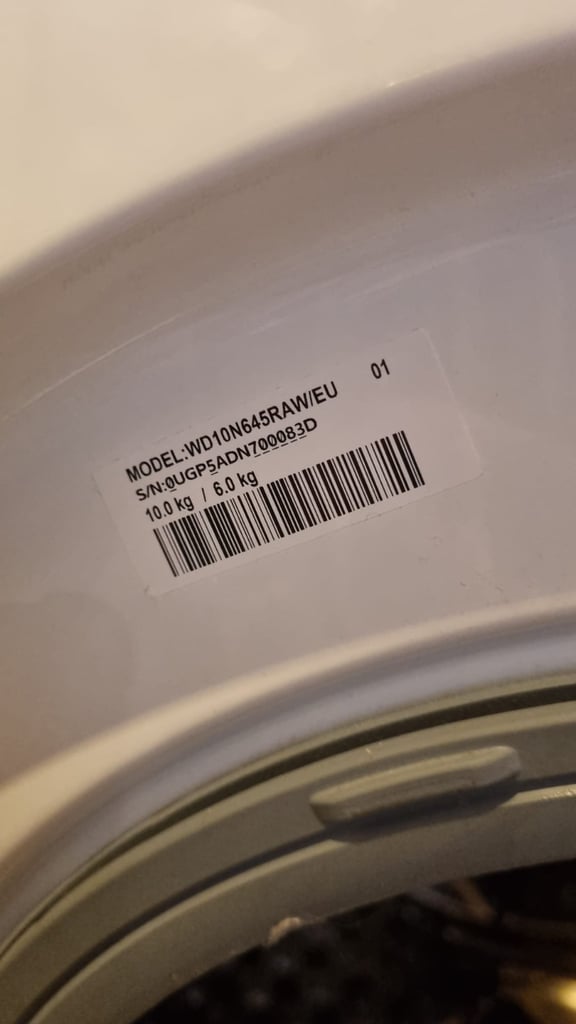 MODEL:WD10N645RAW/EU 01
S/N:0UGP5ADN700083D
10.0 kg / 6.0 kg